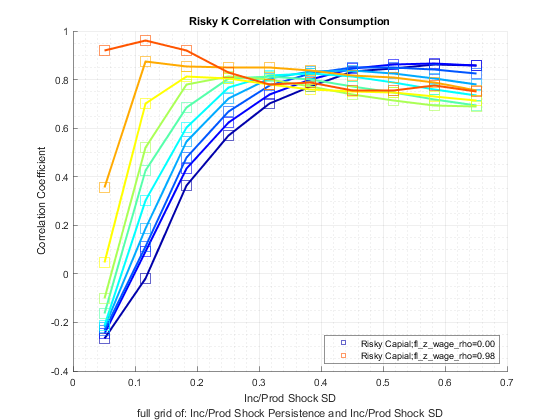 Risky K Correlation with Consumption
1
0.8
0.6
0.4
0.2
0
-0.2
-0.4
Correlation Coefficient
Risky Capial;fl_z_wage_rho=0.00
Risky Capial;fl_z_wage_rho=0.98
0 0.1 0.2 0.3 0.4 0.5 0.6 0.7
Inc/Prod Shock SD
full grid of: Inc/Prod Shock Persistence and Inc/Prod Shock SD